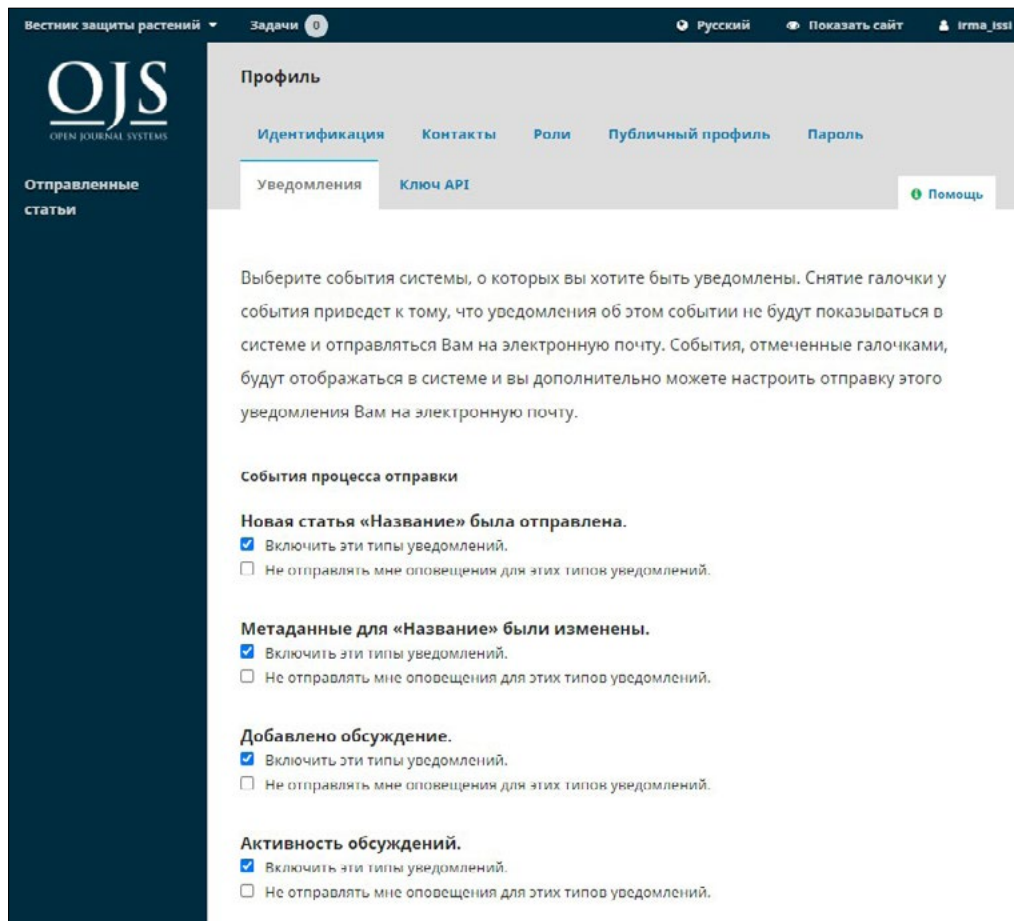 Вестник защиты растений
Задачи 0
Русский
Показать сайт
irma_issi
OJS
OPEN JOURNAL SYSTEMS
Отправленные
статьи
Профиль
Идентификация Контакты Роли Публичный профиль Пароль
Уведомления Ключ API
Помощь
Выберите события системы, о которых вы хотите быть уведомлены. Снятие галочки у
события приведет к тому, что уведомления об этом событии не будут показываться в
системе и отправляться Вам на электронную почту. События, отмеченные галочками,
будут отображаться в системе и вы дополнительно можете настроить отправку этого
уведомления Вам на электронную почту.
События процесса отправки
Новая статья «Название» была отправлена.
Включить эти типы уведомлений.
Не отправлять мне оповещения для этих типов уведомлений.
Метаданные для «Название» были изменены.
Включить эти типы уведомлений.
Не отправлять мне оповещения для этих типов уведомлений.
Добавлено обсуждение.
Включить эти типы уведомлений.
Не отправлять мне оповещения для этих типов уведомлений.
Активность обсуждений.
Включить эти типы уведомлений.
Не отправлять мне оповещения для этих типов уведомлений.